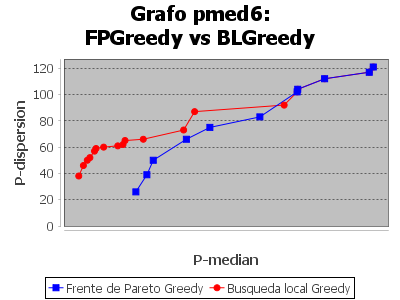 Grafo pmed6:
FPGreedy vs BLGreedy
120
100
80
60
40
20
0
P-dispersion
P-median
Frente de Pareto Greedy
Busqueda local Greedy